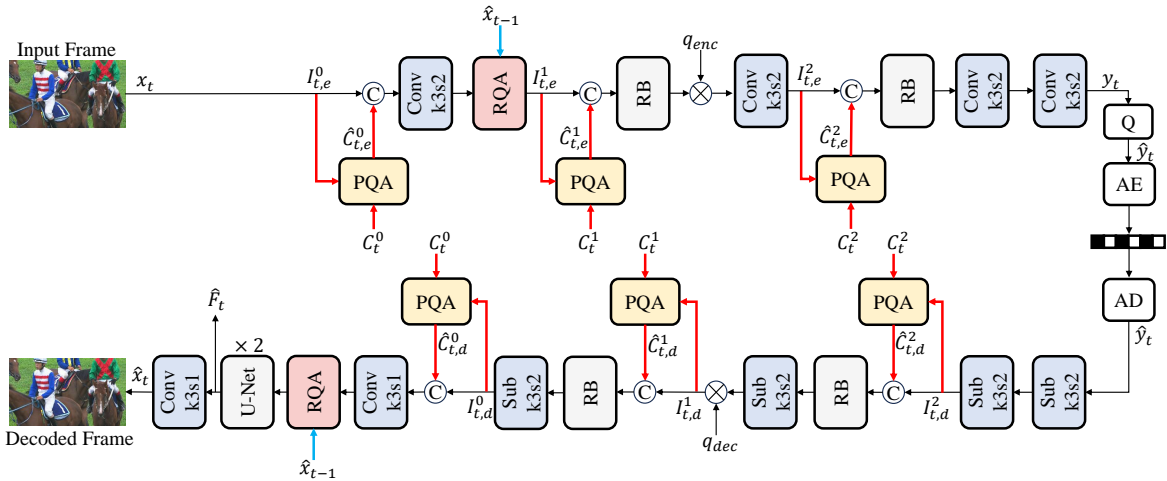 Input Frame
x_t
I^0_{t,e}
C
Conv
k3s2
RQA
x̂_{t−1}
I^1_{t,e}
C
RB
q_{enc}
Conv
k3s2
I^2_{t,e}
C
RB
Conv
k3s2
Conv
k3s2
y_t
Q
ŷ_t
AE
Ĉ^0_{t,e}
PQA
C^0_t
Ĉ^1_{t,e}
PQA
C^1_t
Ĉ^2_{t,e}
PQA
C^2_t
AD
ŷ_t
Sub
k3s2
Sub
k3s2
I^2_{t,d}
C
C^2_t
PQA
Ĉ^2_{t,d}
RB
Sub
k3s2
q_{dec}
I^1_{t,d}
C
C^1_t
PQA
Ĉ^1_{t,d}
RB
Sub
k3s2
I^0_{t,d}
C
C^0_t
PQA
Ĉ^0_{t,d}
Conv
k3s1
RQA
x̂_{t−1}
× 2
U-Net
F̂_t
Conv
k3s1
x̂_t
Decoded Frame